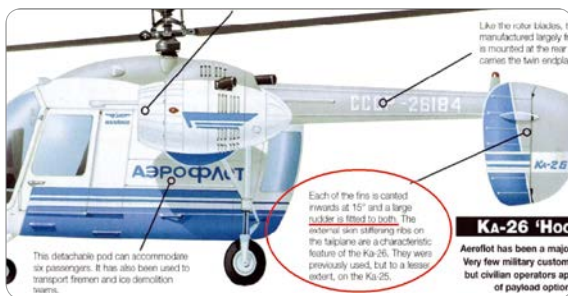 Like the rotor blades, t
manufactured largely fr
is mounted at the rear
carries the twin endpla
СССР-26184
АЭРОФЛОТ
Ка-26
Each of the fins is canted
inwards at 15° and a large
rudder is fitted to both. The
external skin stiffening ribs on
the tailplane are a characteristic
feature of the Ka-26. They were
previously used, but to a lesser
extent, on the Ka-25.
This detachable pod can accommodate
six passengers. It has also been used to
transport firemen and ice demolition
teams.
KA-26 'Hoo
Aeroflot has been a majo
Very few military custom
but civilian operators ap
of payload option